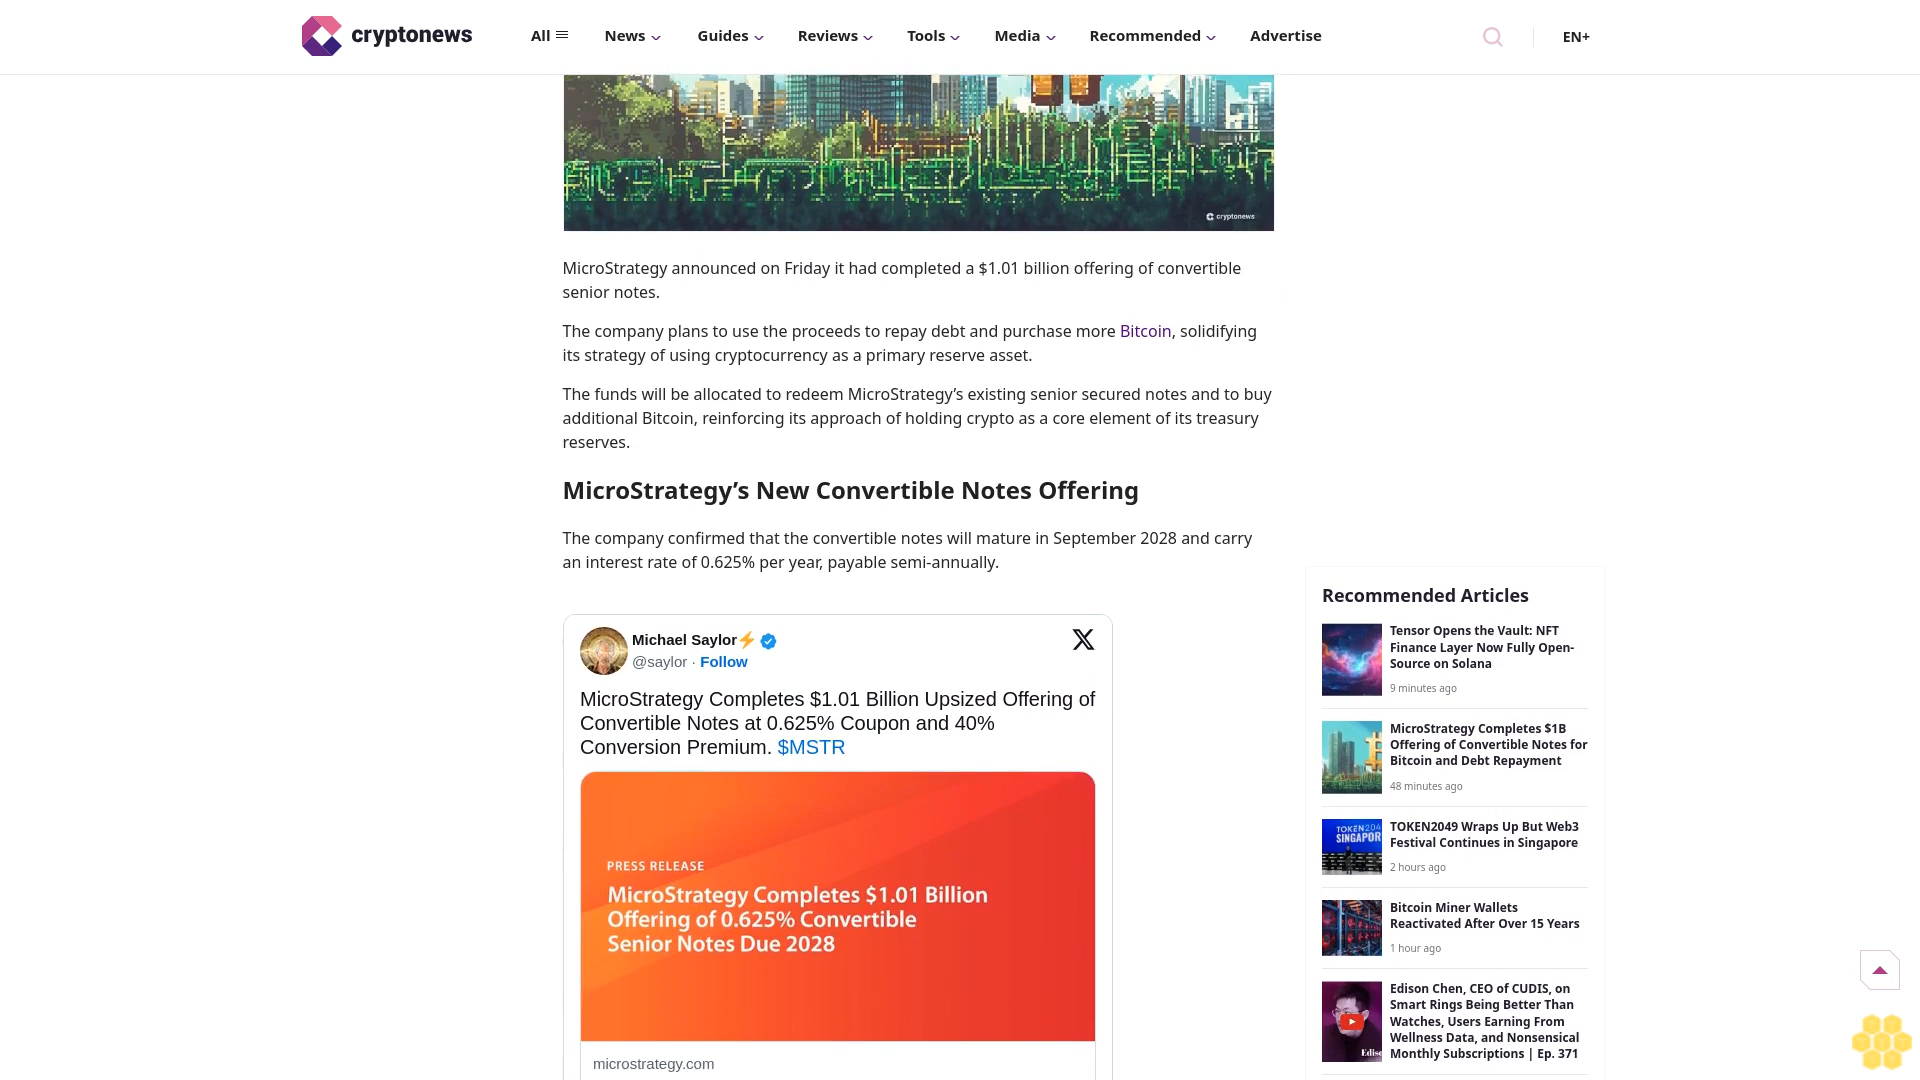 cryptonews
All
News
Guides
Reviews
Tools
Media
Recommended
Advertise
EN+
cryptonews
MicroStrategy announced on Friday it had completed a $1.01 billion offering of convertible
senior notes.
The company plans to use the proceeds to repay debt and purchase more Bitcoin, solidifying
its strategy of using cryptocurrency as a primary reserve asset.
The funds will be allocated to redeem MicroStrategy’s existing senior secured notes and to buy
additional Bitcoin, reinforcing its approach of holding crypto as a core element of its treasury
reserves.
MicroStrategy’s New Convertible Notes Offering
The company confirmed that the convertible notes will mature in September 2028 and carry
an interest rate of 0.625% per year, payable semi-annually.
Michael Saylor⚡
@saylor · Follow
X
MicroStrategy Completes $1.01 Billion Upsized Offering of
Convertible Notes at 0.625% Coupon and 40%
Conversion Premium. $MSTR
PRESS RELEASE
MicroStrategy Completes $1.01 Billion
Offering of 0.625% Convertible
Senior Notes Due 2028
microstrategy.com
Recommended Articles
Tensor Opens the Vault: NFT
Finance Layer Now Fully Open-
Source on Solana
9 minutes ago
MicroStrategy Completes $1B
Offering of Convertible Notes for
Bitcoin and Debt Repayment
48 minutes ago
TOKEN204
SINGAPOR
TOKEN2049 Wraps Up But Web3
Festival Continues in Singapore
2 hours ago
Bitcoin Miner Wallets
Reactivated After Over 15 Years
1 hour ago
Edis
Edison Chen, CEO of CUDIS, on
Smart Rings Being Better Than
Watches, Users Earning From
Wellness Data, and Nonsensical
Monthly Subscriptions | Ep. 371